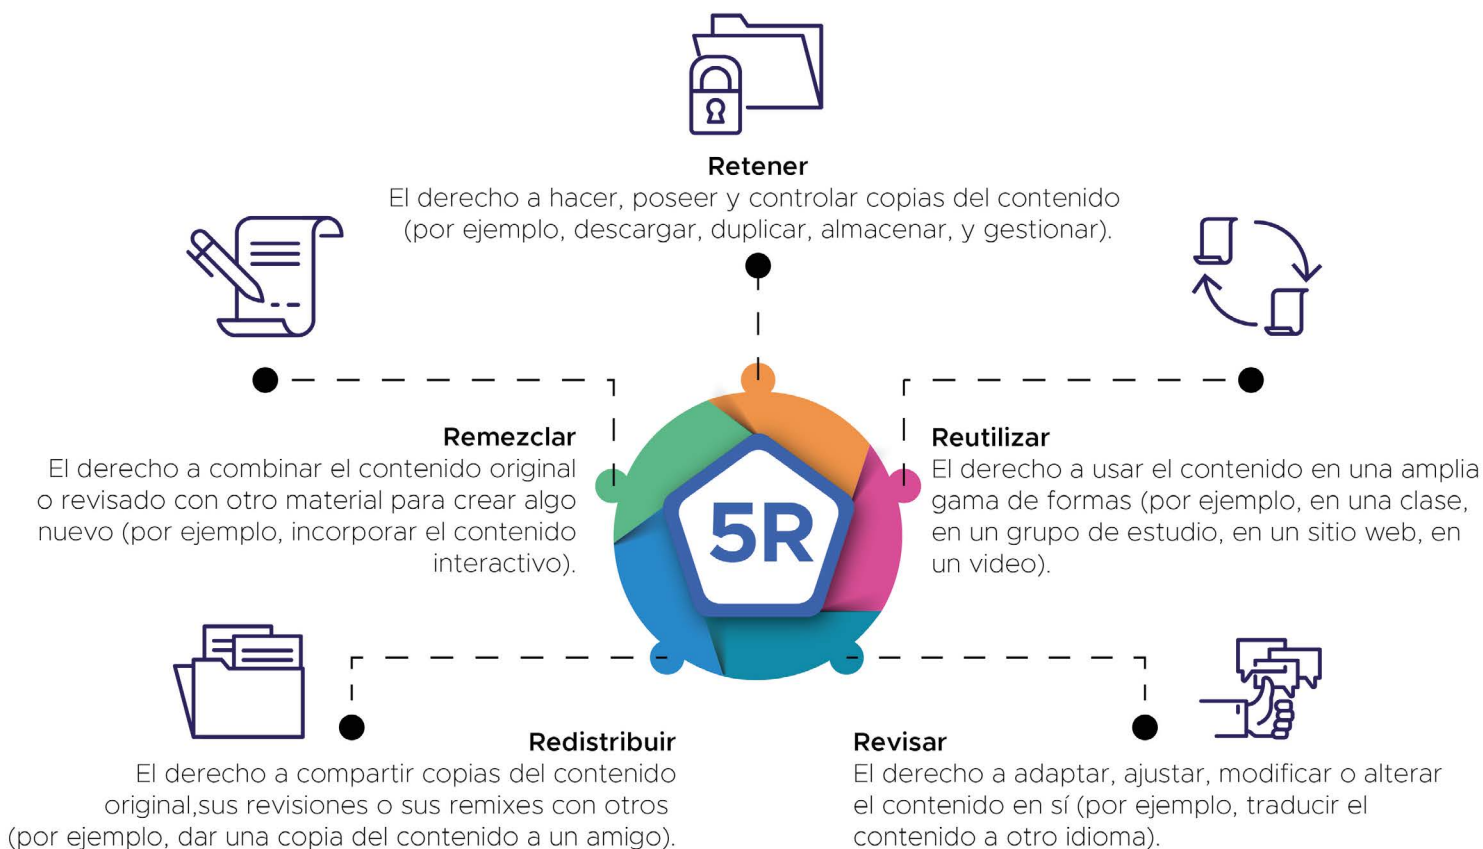 Retener
El derecho a hacer, poseer y controlar copias del contenido
(por ejemplo, descargar, duplicar, almacenar, y gestionar).
Remezclar
El derecho a combinar el contenido original
o revisado con otro material para crear algo
nuevo (por ejemplo, incorporar el contenido
interactivo).
5R
Reutilizar
El derecho a usar el contenido en una amplia
gama de formas (por ejemplo, en una clase,
en un grupo de estudio, en un sitio web, en
un video).
Redistribuir
El derecho a compartir copias del contenido
original,sus revisiones o sus remixes con otros
(por ejemplo, dar una copia del contenido a un amigo).
Revisar
El derecho a adaptar, ajustar, modificar o alterar
el contenido en sí (por ejemplo, traducir el
contenido a otro idioma).